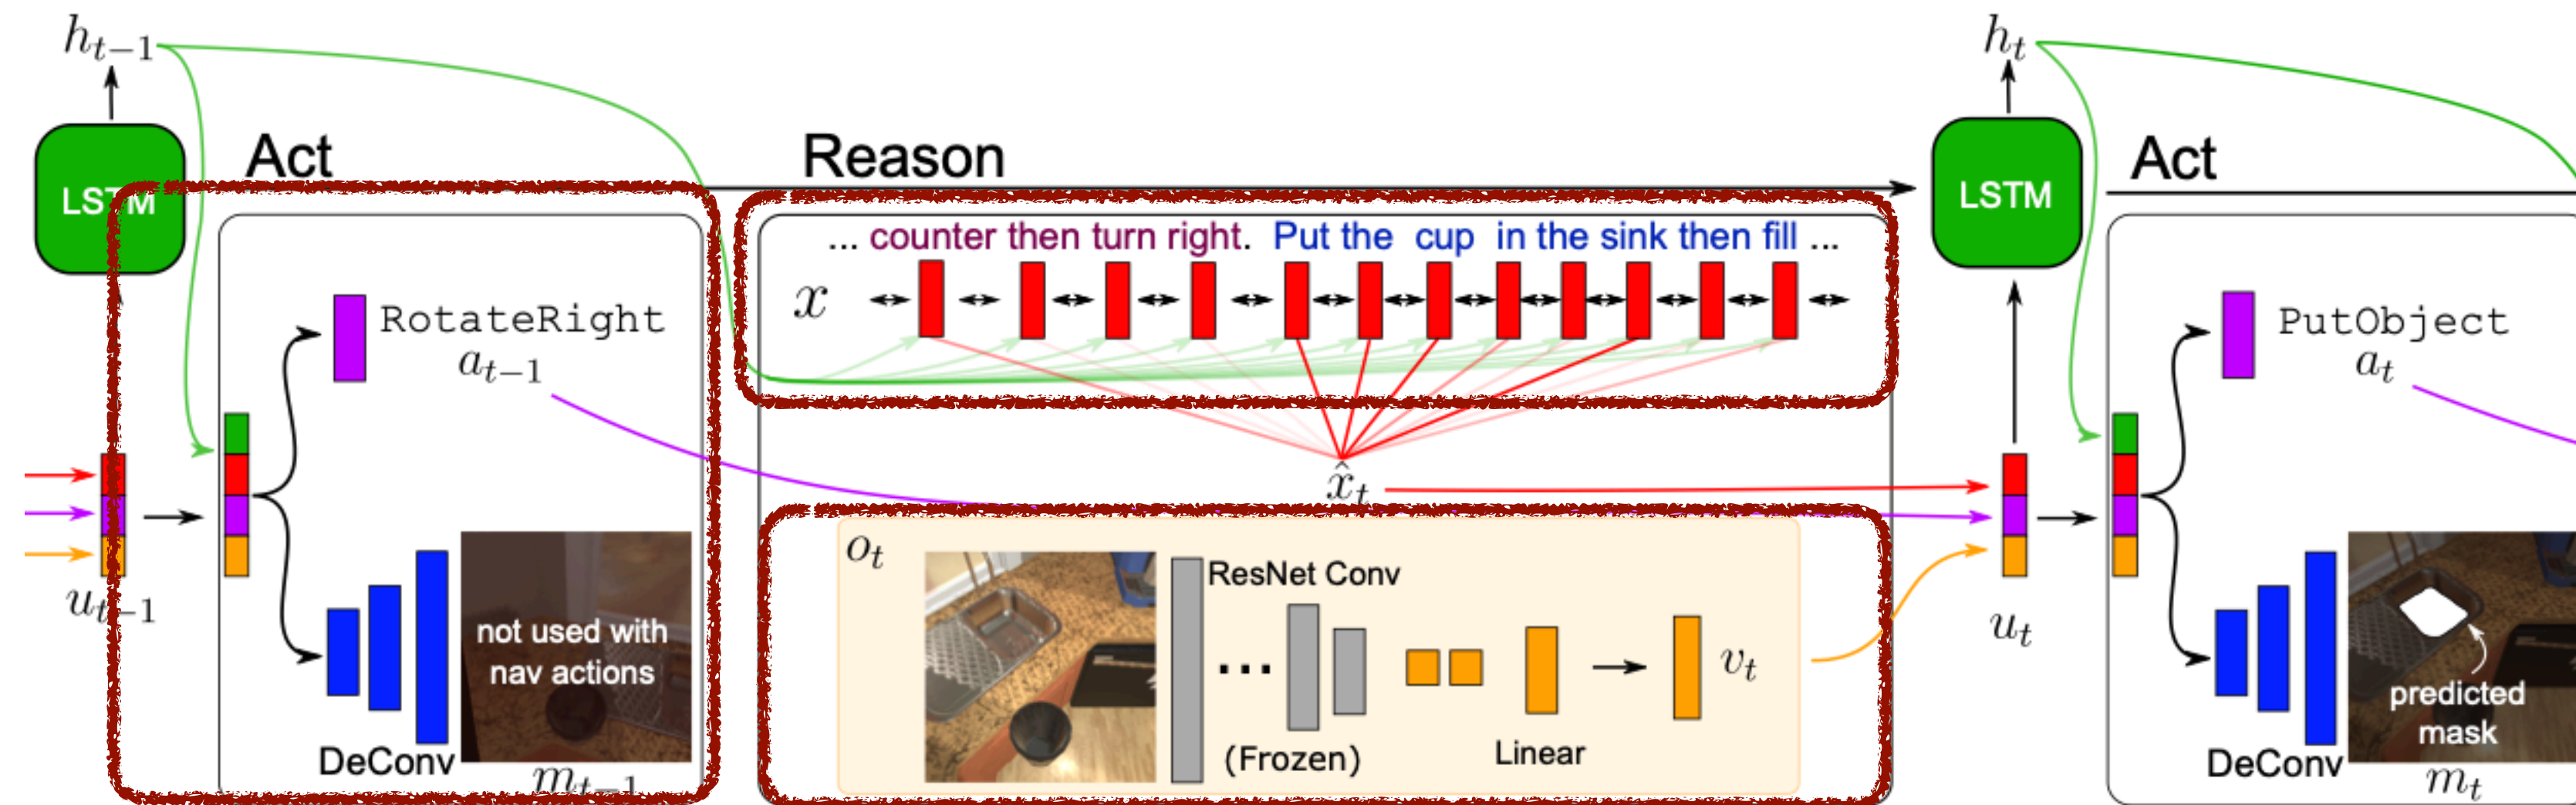 h_{t-1}
LSTM
Act
RotateRight
a_{t-1}
u_{t-1}
not used with
nav actions
DeConv
m_{t-1}
Reason
... counter then turn right. Put the cup in the sink then fill ...
x
x̂_t
o_t
ResNet Conv
...
(Frozen)
Linear
v_t
h_t
LSTM
Act
PutObject
a_t
u_t
predicted
mask
DeConv
m_t